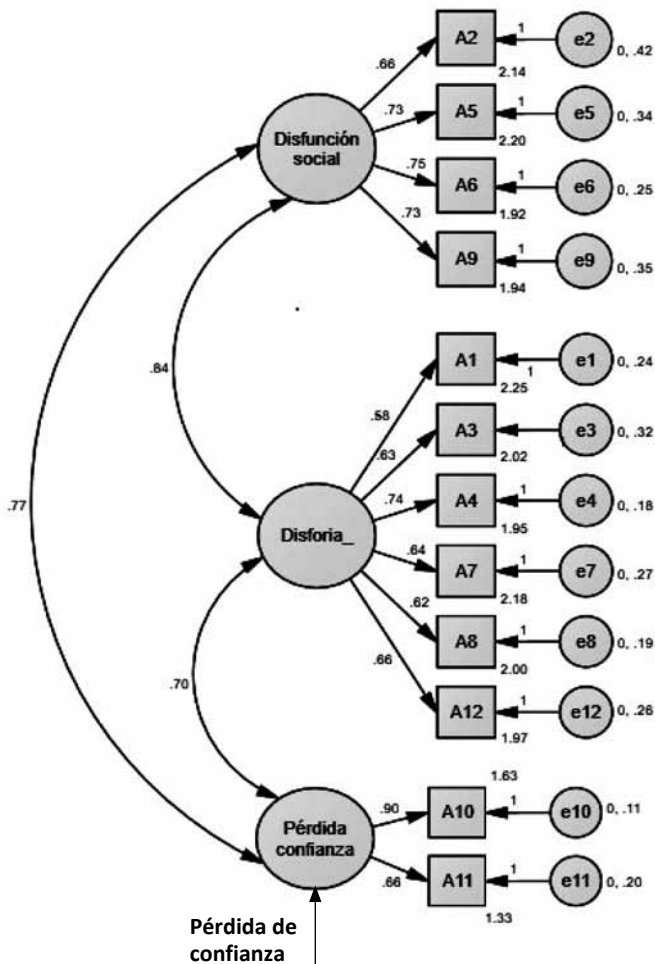 A2
1
e2
0, .42
.66
2.14
.73
A5
1
e5
0, .34
2.20
Disfunción
social
.75
A6
1
e6
0, .25
1.92
.73
A9
1
e9
0, .35
1.94
.84
A1
1
e1
0, .24
2.25
.58
A3
e3
0, .32
.63
2.02
.74
A4
1
e4
0, .18
1.95
.77
Disforia_
.64
A7
1
e7
0, .27
2.18
.62
A8
1
e8
0, .19
2.00
.66
.70
A12
1
e12
0, .26
1.97
1.63
.90
A10
1
e10
0, .11
Pérdida
confianza
.66
A11
1
e11
0, .20
1.33
Pérdida de
confianza